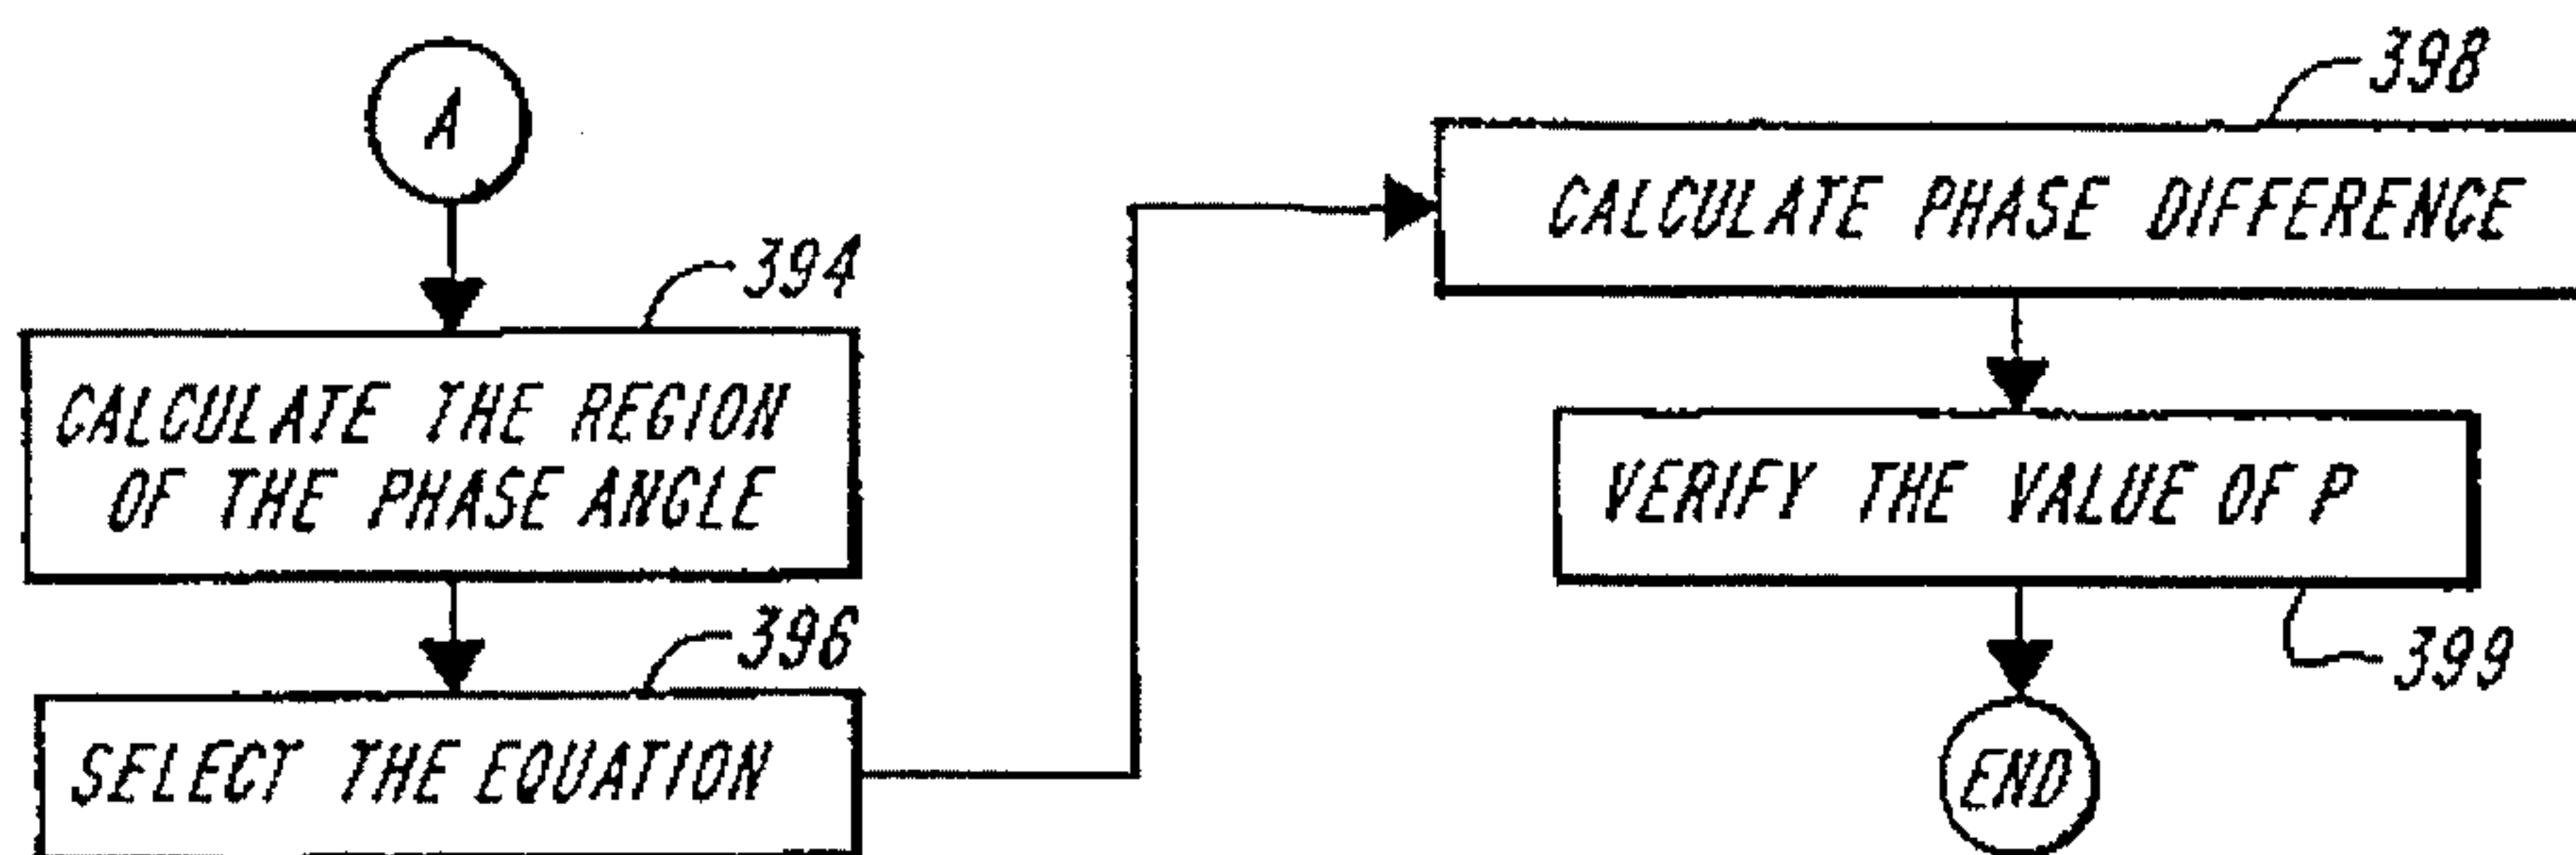 A
394
CALCULATE THE REGION
OF THE PHASE ANGLE
396
SELECT THE EQUATION
398
CALCULATE PHASE DIFFERENCE
VERIFY THE VALUE OF P
399
END